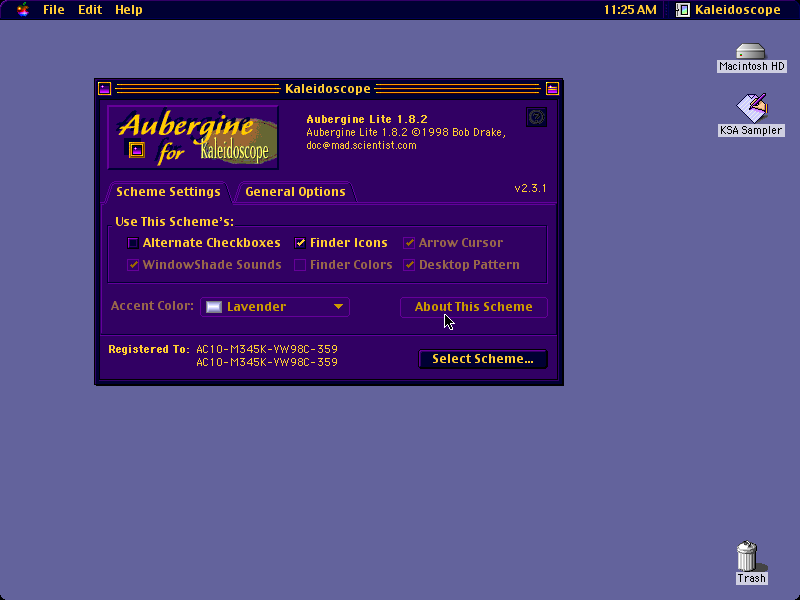 File Edit Help 11:25 AM Kaleidoscope
Macintosh HD
KSA Sampler
Kaleidoscope
Aubergine
for Kaleidoscope
Aubergine Lite 1.8.2
Aubergine Lite 1.8.2 ©1998 Bob Drake,
doc@mad.scientist.com
Scheme Settings General Options v2.3.1
Use This Scheme's:
Alternate Checkboxes Finder Icons Arrow Cursor
WindowShade Sounds Finder Colors Desktop Pattern
Accent Color: Lavender About This Scheme
Registered To: AC10-M345K-VW98C-359
AC10-M345K-VW98C-359
Select Scheme...
Trash